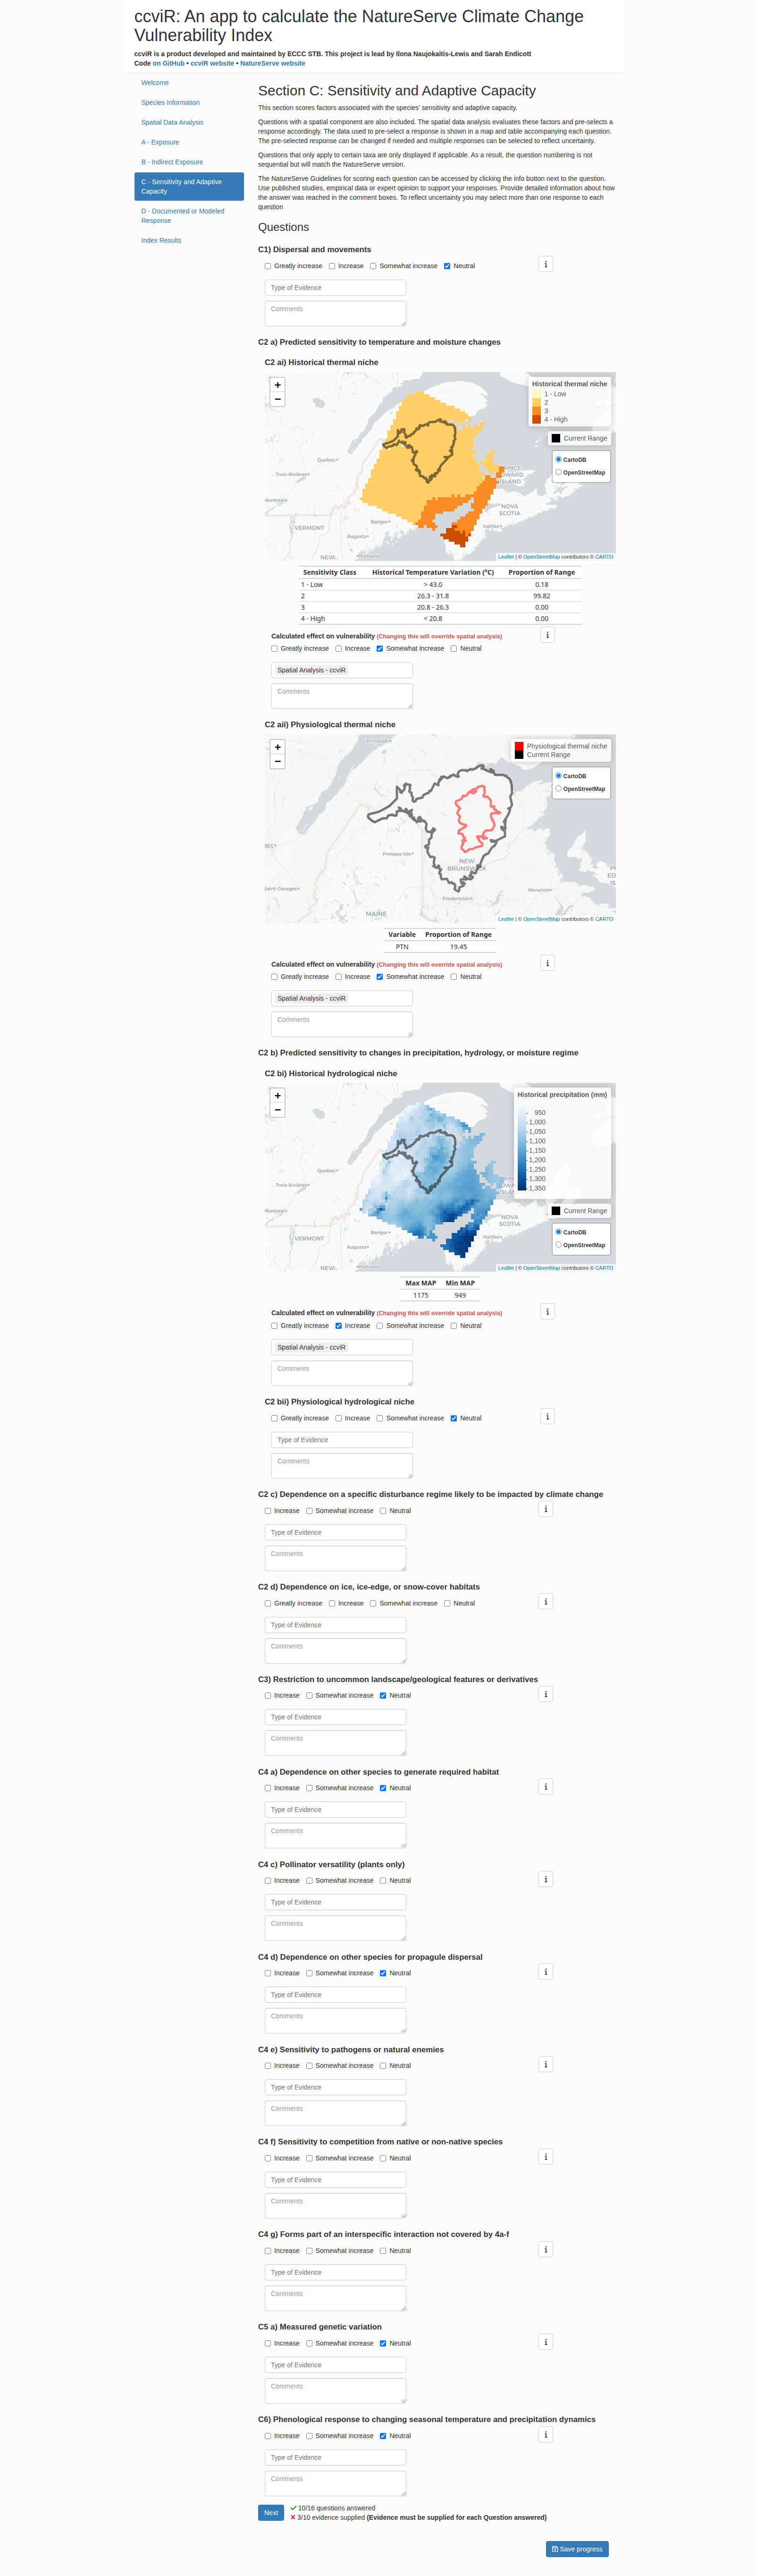 ccviR: An app to calculate the NatureServe Climate Change
Vulnerability Index
ccviR is a product developed and maintained by ECCC STB. This project is lead by Ilona Naujokaitis-Lewis and Sarah Endicott
Code on GitHub • ccviR website • NatureServe website
Welcome
Species Information
Spatial Data Analysis
A - Exposure
B - Indirect Exposure
C - Sensitivity and Adaptive
Capacity
D - Documented or Modeled
Response
Index Results
Section C: Sensitivity and Adaptive Capacity
This section scores factors associated with the species' sensitivity and adaptive capacity.
Questions with a spatial component are also included. The spatial data analysis evaluates these factors and pre-selects a
response accordingly. The data used to pre-select a response is shown in a map and table accompanying each question.
The pre-selected response can be changed if needed and multiple responses can be selected to reflect uncertainty.
Questions that only apply to certain taxa are only displayed if applicable. As a result, the question numbering is not
sequential but will match the NatureServe version.
The NatureServe Guidelines for scoring each question can be accessed by clicking the info button next to the question.
Use published studies, empirical data or expert opinion to support your responses. Provide detailed information about how
the answer was reached in the comment boxes. To reflect uncertainty you may select more than one response to each
question
Questions
C1) Dispersal and movements
Greatly increase Increase Somewhat increase Neutral
i
Type of Evidence
Comments
C2 a) Predicted sensitivity to temperature and moisture changes
C2 ai) Historical thermal niche
+
−
Historical thermal niche
1 - Low
2
3
4 - High
Current Range
CartoDB
OpenStreetMap
Quebec
Trois-Rivières
VERMONT
Bangor
Augusta
NOVA
SCOTIA
Halifax
NEW
Leaflet | © OpenStreetMap contributors © CARTO
Sensitivity Class Historical Temperature Variation (°C) Proportion of Range
1 - Low > 43.0 0.18
2 26.3 - 31.8 99.82
3 20.8 - 26.3 0.00
4 - High < 20.8 0.00
Calculated effect on vulnerability (Changing this will override spatial analysis)
i
Greatly increase Increase Somewhat increase Neutral
Spatial Analysis - ccviR
Comments
C2 aii) Physiological thermal niche
+
−
Rimouski
Physiological thermal niche
Current Range
CartoDB
OpenStreetMap
Presque Isle
NEW
BRUNSWICK
Saint-Georges
Moncton
Fredericton
MAINE
Leaflet | © OpenStreetMap contributors © CARTO
Variable Proportion of Range
PTN 19.45
Calculated effect on vulnerability (Changing this will override spatial analysis)
i
Greatly increase Increase Somewhat increase Neutral
Spatial Analysis - ccviR
Comments
C2 b) Predicted sensitivity to changes in precipitation, hydrology, or moisture regime
C2 bi) Historical hydrological niche
+
−
Historical precipitation (mm)
950
1,000
1,050
1,100
1,150
1,200
1,250
1,300
1,350
Current Range
CartoDB
OpenStreetMap
Quebec
Trois-Rivières
VERMONT
Bangor
Augusta
NOVA
SCOTIA
Halifax
NEW
Leaflet | © OpenStreetMap contributors © CARTO
Max MAP Min MAP
1175 949
Calculated effect on vulnerability (Changing this will override spatial analysis)
i
Greatly increase Increase Somewhat increase Neutral
Spatial Analysis - ccviR
Comments
C2 bii) Physiological hydrological niche
Greatly increase Increase Somewhat increase Neutral
i
Type of Evidence
Comments
C2 c) Dependence on a specific disturbance regime likely to be impacted by climate change
Increase Somewhat increase Neutral
i
Type of Evidence
Comments
C2 d) Dependence on ice, ice-edge, or snow-cover habitats
Greatly increase Increase Somewhat increase Neutral
i
Type of Evidence
Comments
C3) Restriction to uncommon landscape/geological features or derivatives
Increase Somewhat increase Neutral
i
Type of Evidence
Comments
C4 a) Dependence on other species to generate required habitat
Increase Somewhat increase Neutral
i
Type of Evidence
Comments
C4 c) Pollinator versatility (plants only)
Increase Somewhat increase Neutral
i
Type of Evidence
Comments
C4 d) Dependence on other species for propagule dispersal
Increase Somewhat increase Neutral
i
Type of Evidence
Comments
C4 e) Sensitivity to pathogens or natural enemies
Increase Somewhat increase Neutral
i
Type of Evidence
Comments
C4 f) Sensitivity to competition from native or non-native species
Increase Somewhat increase Neutral
i
Type of Evidence
Comments
C4 g) Forms part of an interspecific interaction not covered by 4a-f
Increase Somewhat increase Neutral
i
Type of Evidence
Comments
C5 a) Measured genetic variation
Increase Somewhat increase Neutral
i
Type of Evidence
Comments
C6) Phenological response to changing seasonal temperature and precipitation dynamics
Increase Somewhat increase Neutral
i
Type of Evidence
Comments
Next
10/16 questions answered
3/10 evidence supplied (Evidence must be supplied for each Question answered)
Save progress